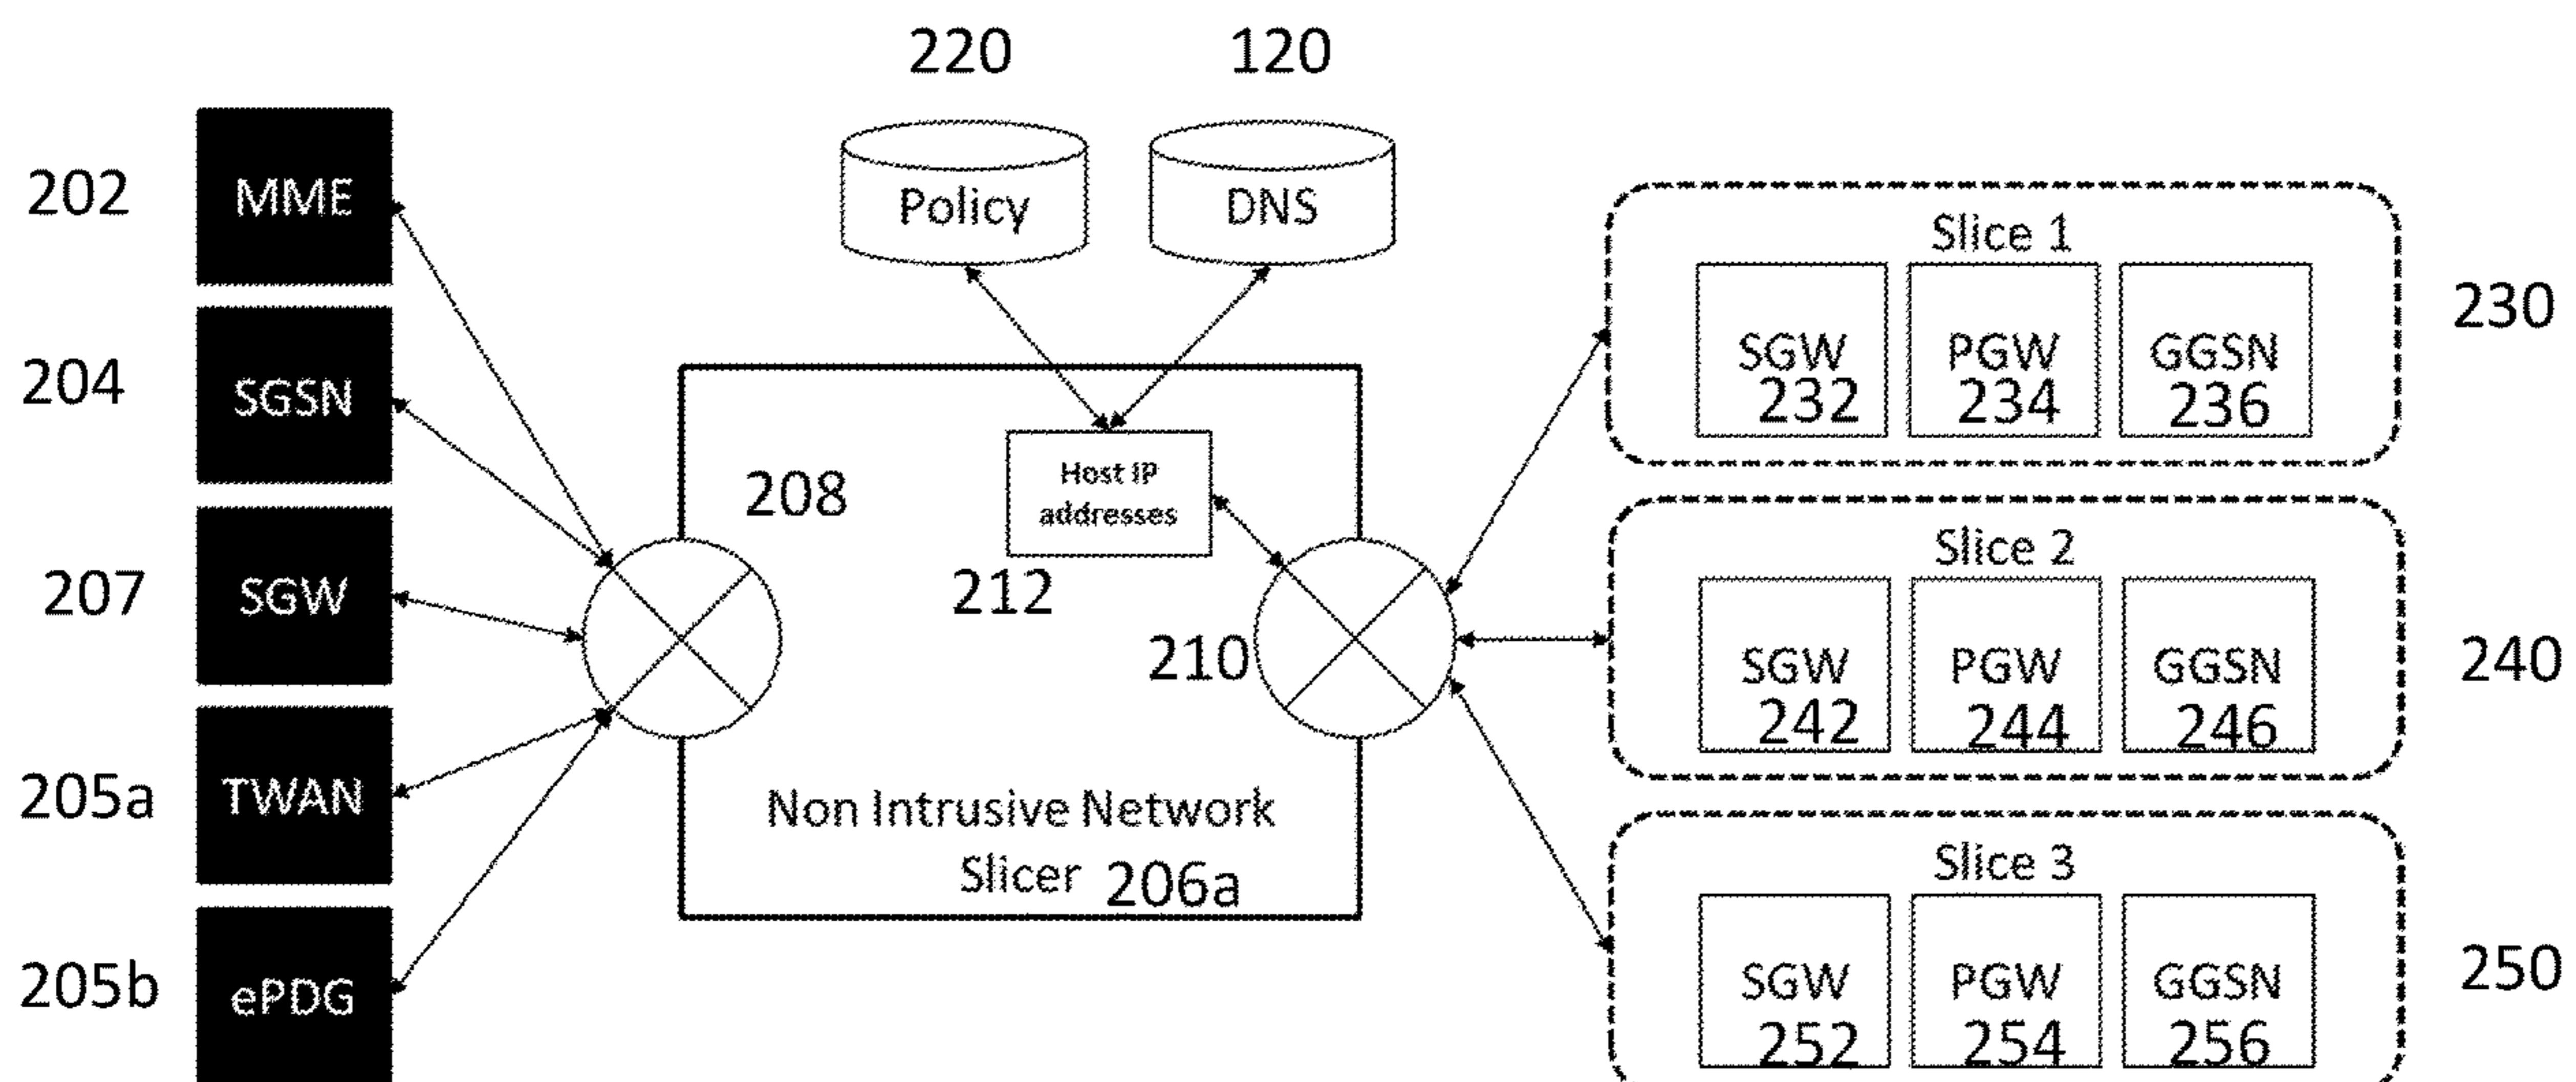 220
120
202
MME
Policy
DNS
204
SGSN
207
SGW
205a
TWAN
205b
ePDG
208
Host IP
addresses
212
210
Non Intrusive Network
Slicer 206a
Slice 1
SGW
232
PGW
234
GGSN
236
230
Slice 2
SGW
242
PGW
244
GGSN
246
240
Slice 3
SGW
252
PGW
254
GGSN
256
250